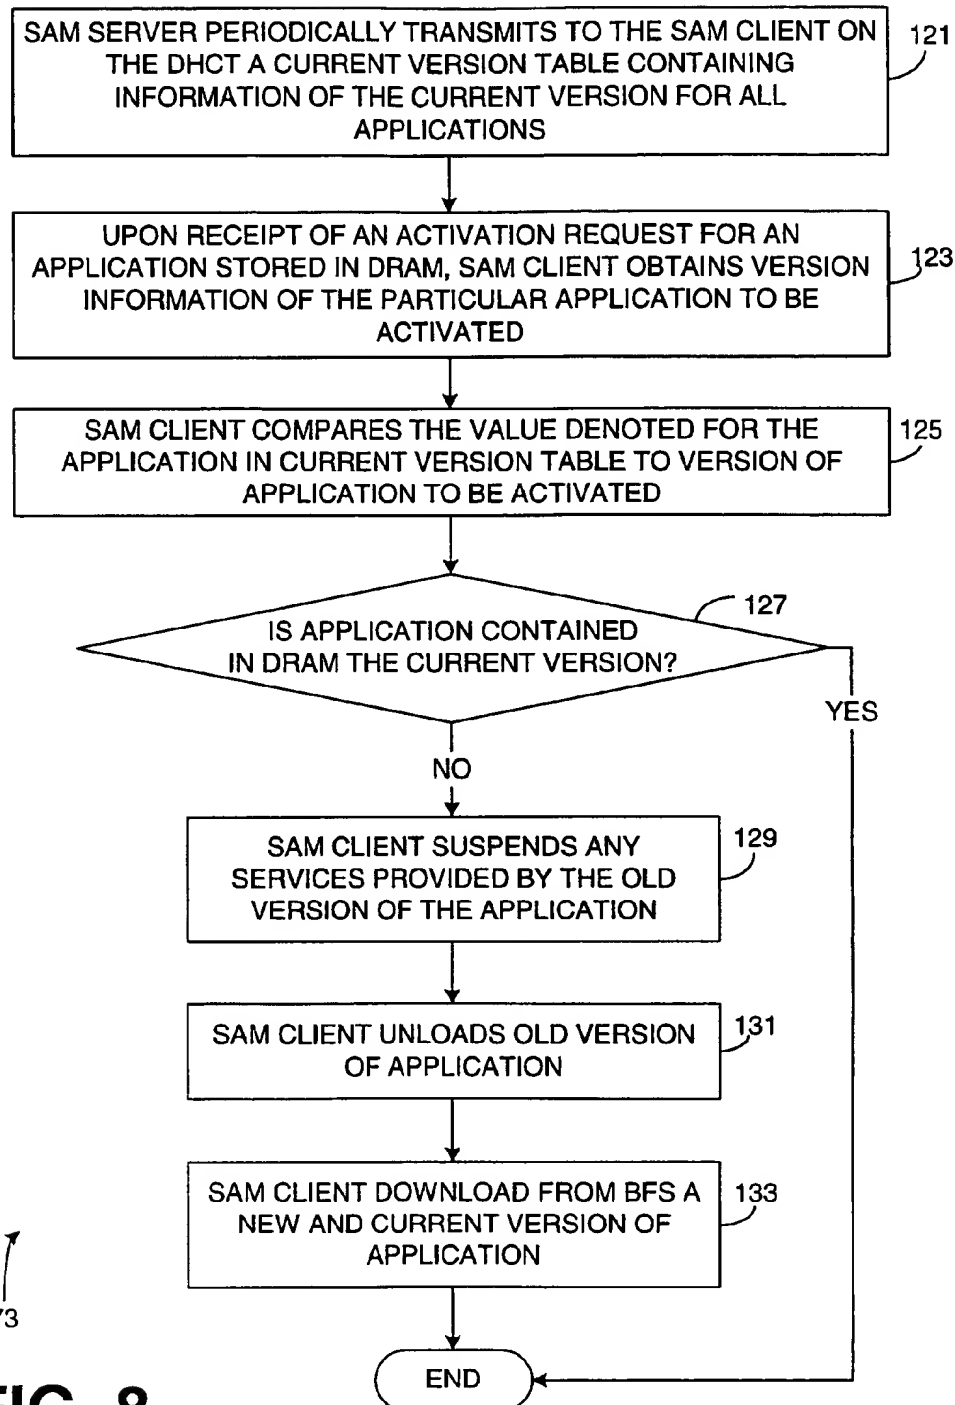 SAM SERVER PERIODICALLY TRANSMITS TO THE SAM CLIENT ON
THE DHCT A CURRENT VERSION TABLE CONTAINING
INFORMATION OF THE CURRENT VERSION FOR ALL
APPLICATIONS
121
UPON RECEIPT OF AN ACTIVATION REQUEST FOR AN
APPLICATION STORED IN DRAM, SAM CLIENT OBTAINS VERSION
INFORMATION OF THE PARTICULAR APPLICATION TO BE
ACTIVATED
123
SAM CLIENT COMPARES THE VALUE DENOTED FOR THE
APPLICATION IN CURRENT VERSION TABLE TO VERSION OF
APPLICATION TO BE ACTIVATED
125
IS APPLICATION CONTAINED
IN DRAM THE CURRENT VERSION?
127
YES
NO
SAM CLIENT SUSPENDS ANY
SERVICES PROVIDED BY THE OLD
VERSION OF THE APPLICATION
129
SAM CLIENT UNLOADS OLD VERSION
OF APPLICATION
131
SAM CLIENT DOWNLOAD FROM BFS A
NEW AND CURRENT VERSION OF
APPLICATION
133
END